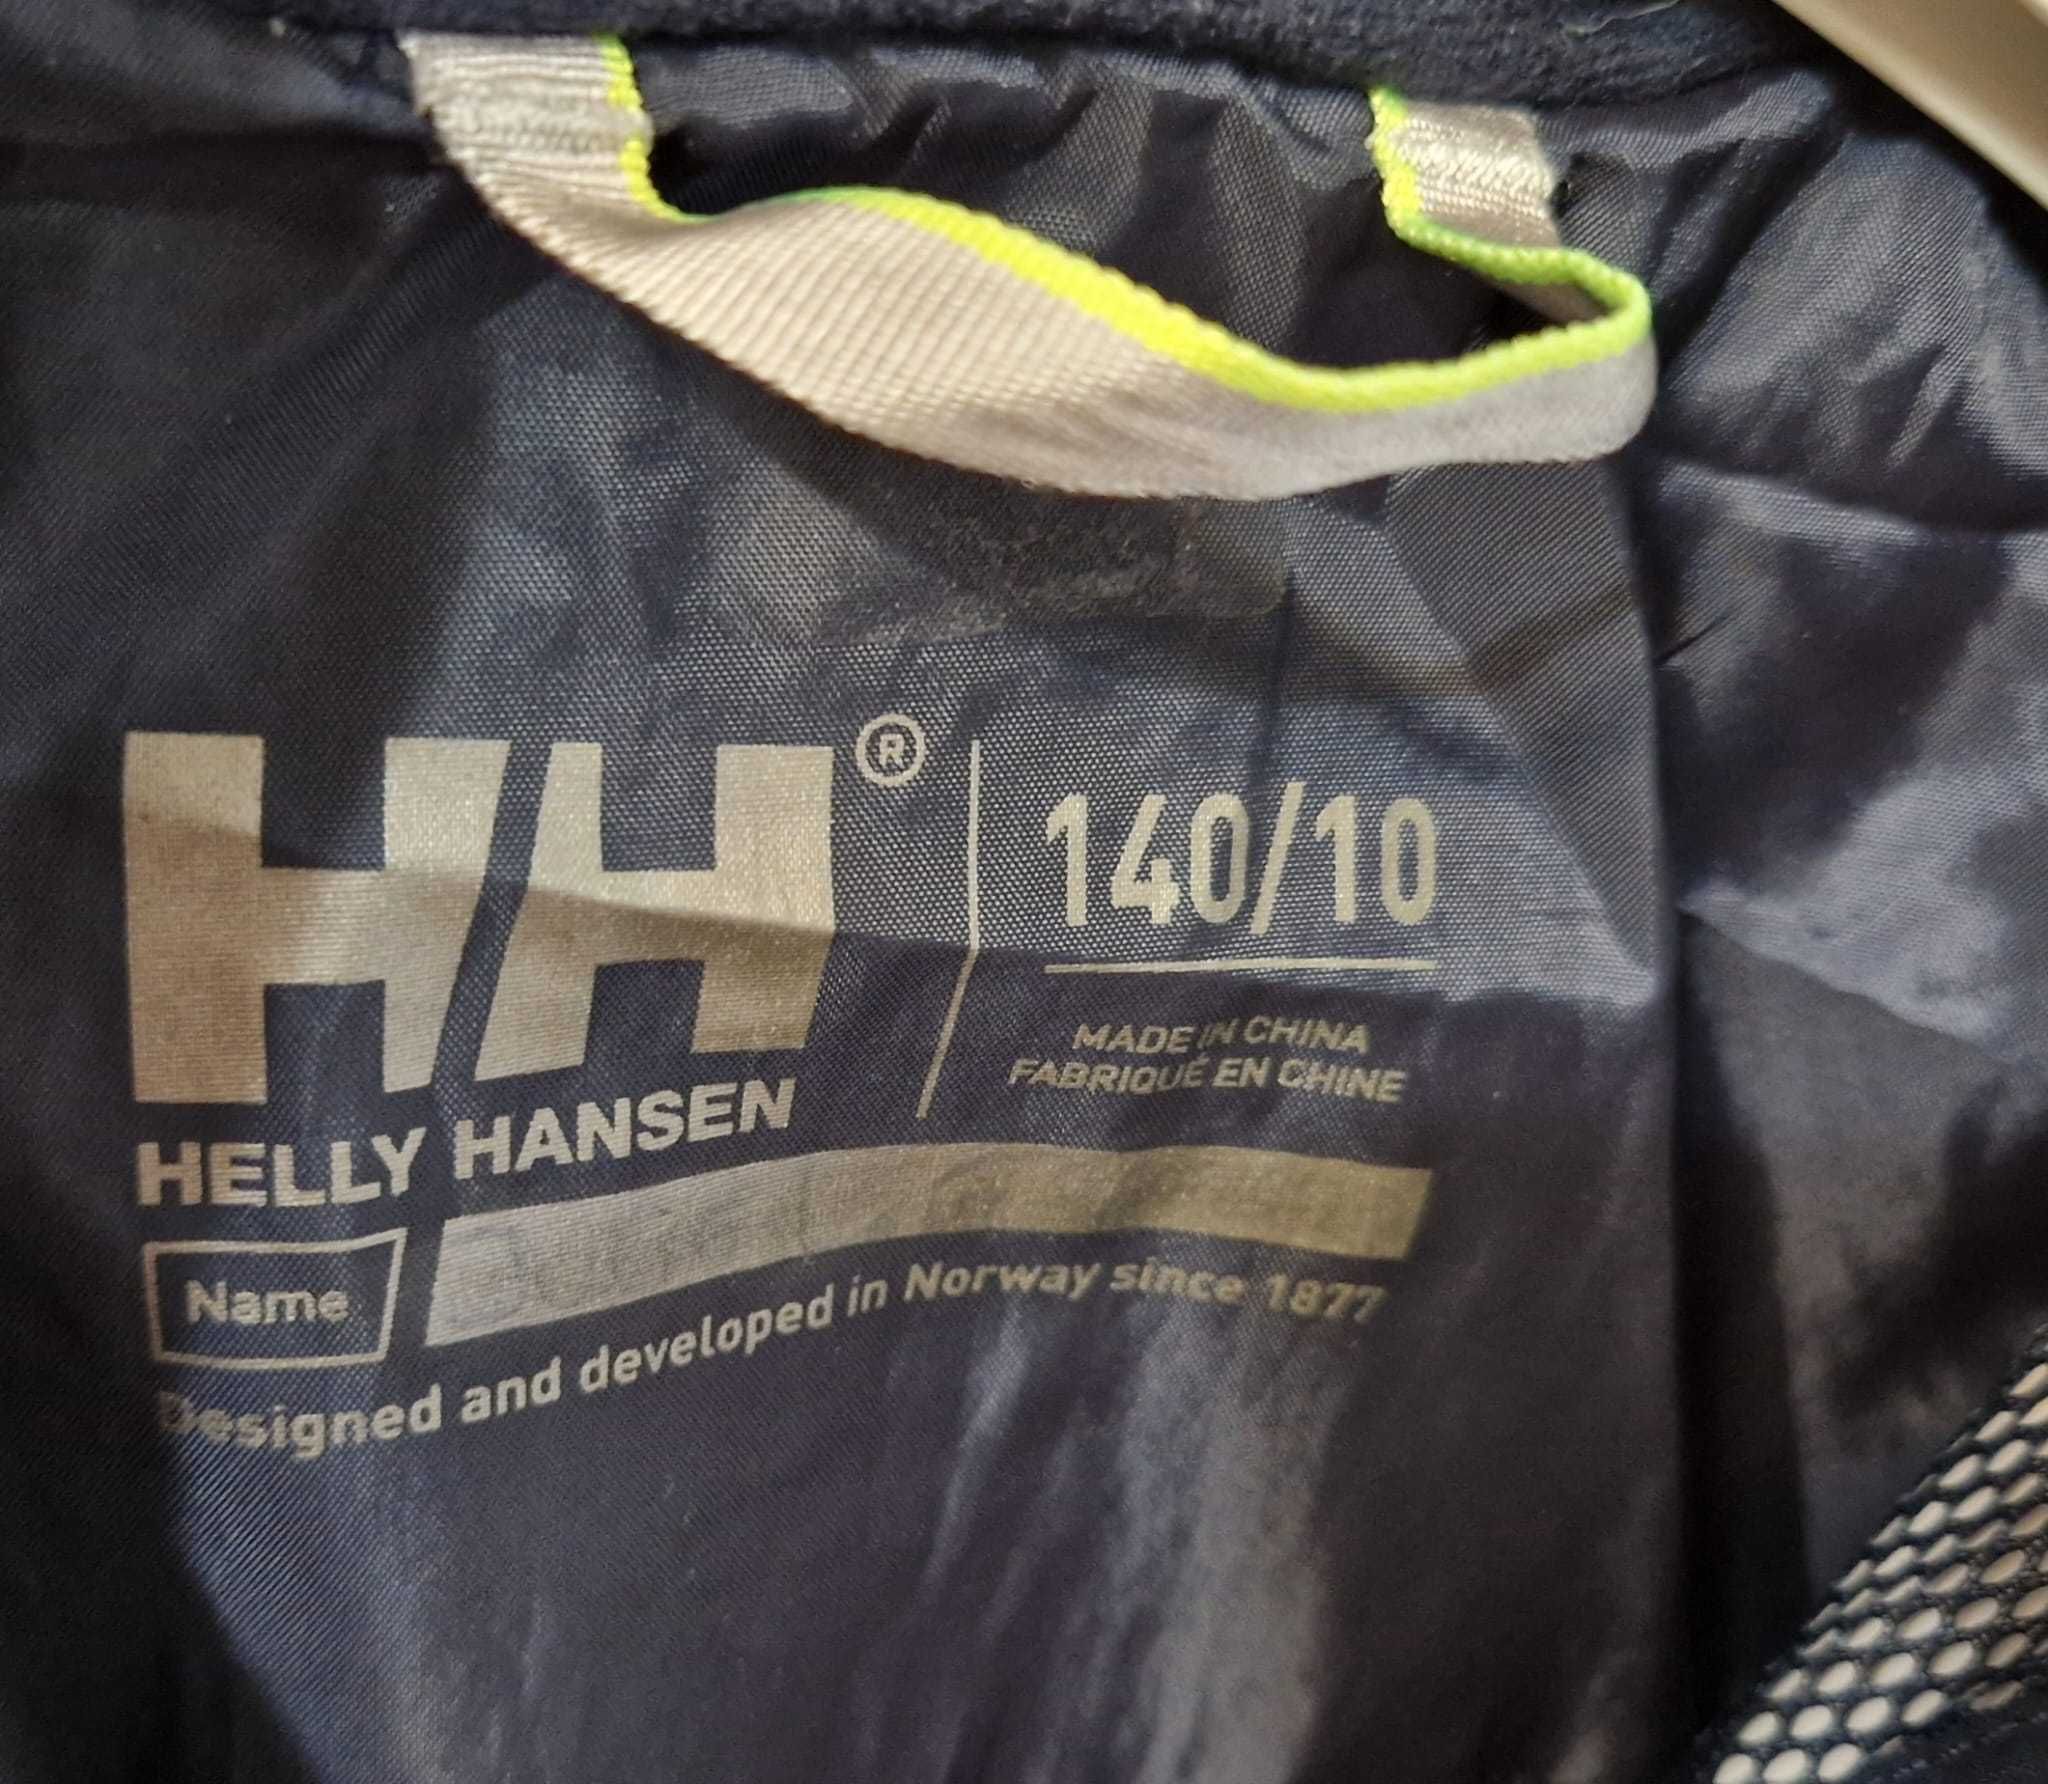 HH®
140/10
MADE IN CHINA
FABRIQUÉ EN CHINE
HELLY HANSEN
Name
Designed and developed in Norway since 1877